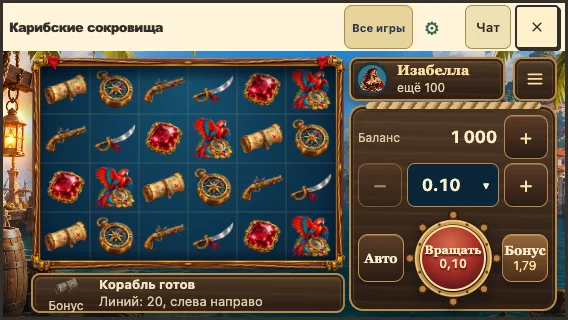 Карибские сокровища
Все игры
Чат
Изабелла
ещё 100
Баланс
1 000
0.10
Авто
Вращать
0,10
Бонус
1,79
Бонус
Корабль готов
Линий: 20, слева направо